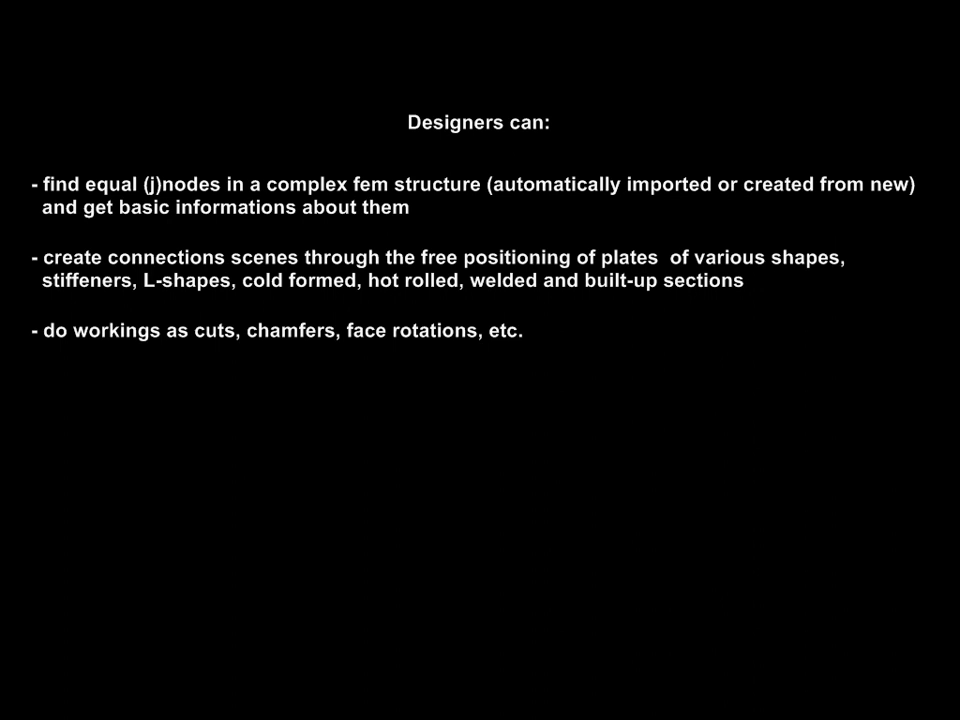 Designers can:
- find equal (j)nodes in a complex fem structure (automatically imported or created from new)
and get basic informations about them
- create connections scenes through the free positioning of plates  of various shapes,
stiffeners, L-shapes, cold formed, hot rolled, welded and built-up sections
- do workings as cuts, chamfers, face rotations, etc.